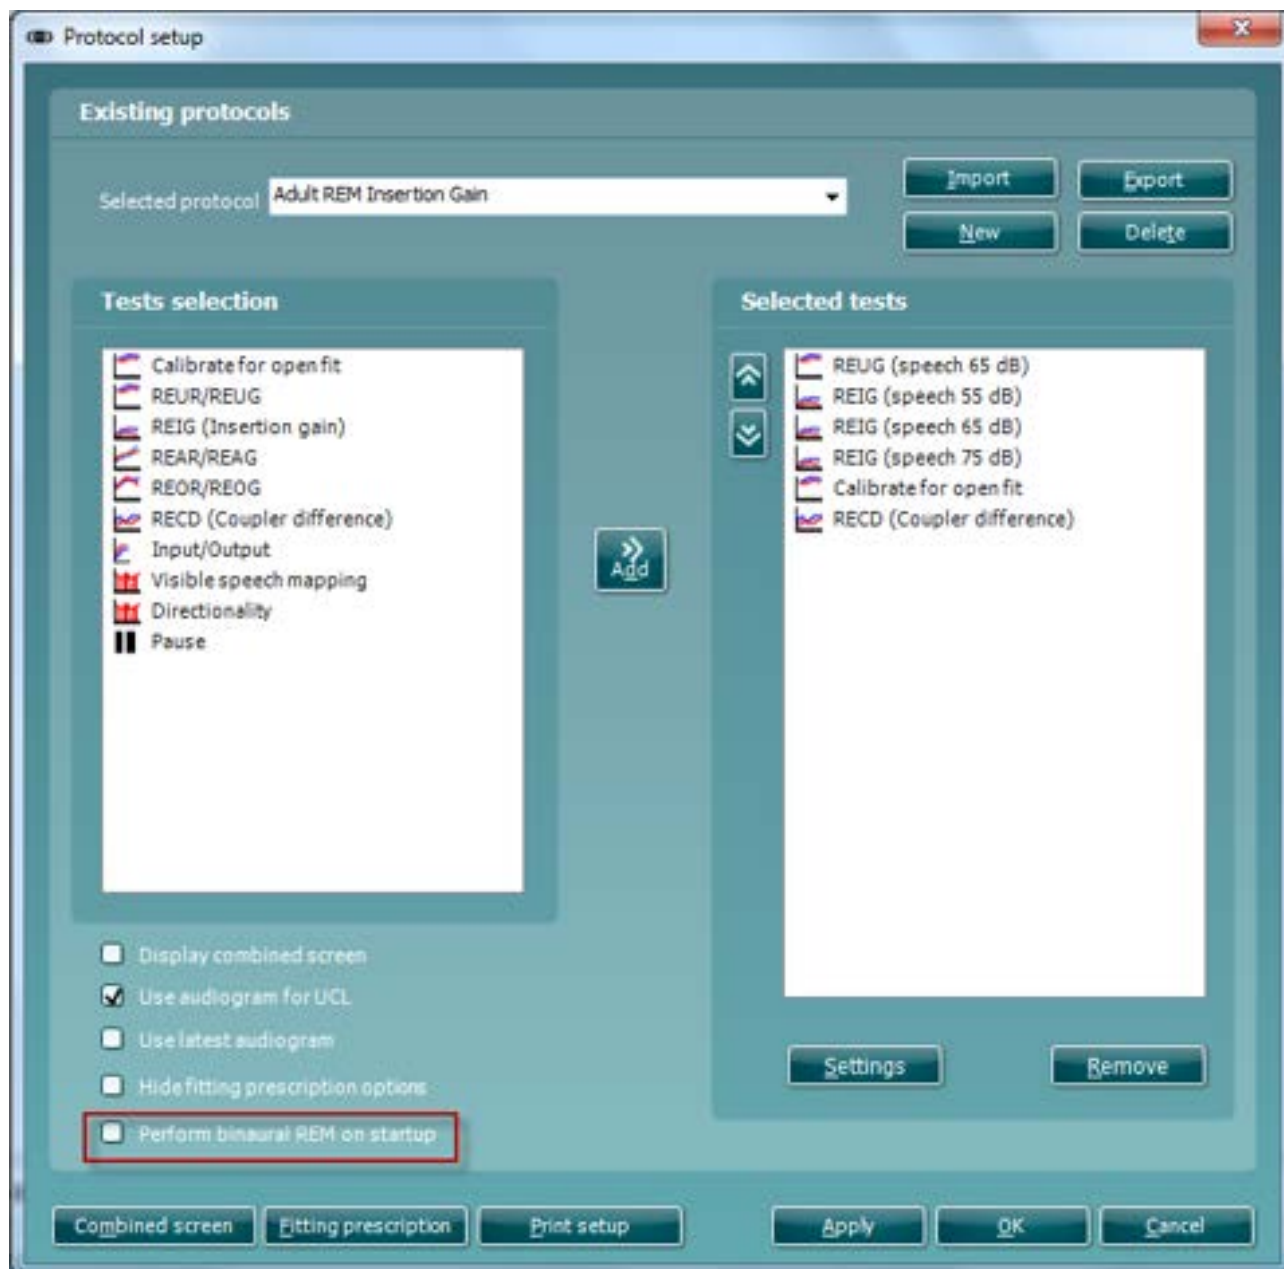 Protocol setup
Existing protocols
Selected protocol Adult REM Insertion Gain
Import Export
New Delete
Tests selection
Calibrate for open fit
REUR/REUG
REIG (Insertion gain)
REAR/REAG
REOR/REOG
RECD (Coupler difference)
Input/Output
Visible speech mapping
Directionality
Pause
Add
Selected tests
REUG (speech 65 dB)
REIG (speech 55 dB)
REIG (speech 65 dB)
REIG (speech 75 dB)
Calibrate for open fit
RECD (Coupler difference)
Settings Remove
Display combined screen
Use audiogram for UCL
Use latest audiogram
Hide fitting prescription options
Perform binaural REM on startup
Combined screen Fitting prescription Print setup Apply OK Cancel